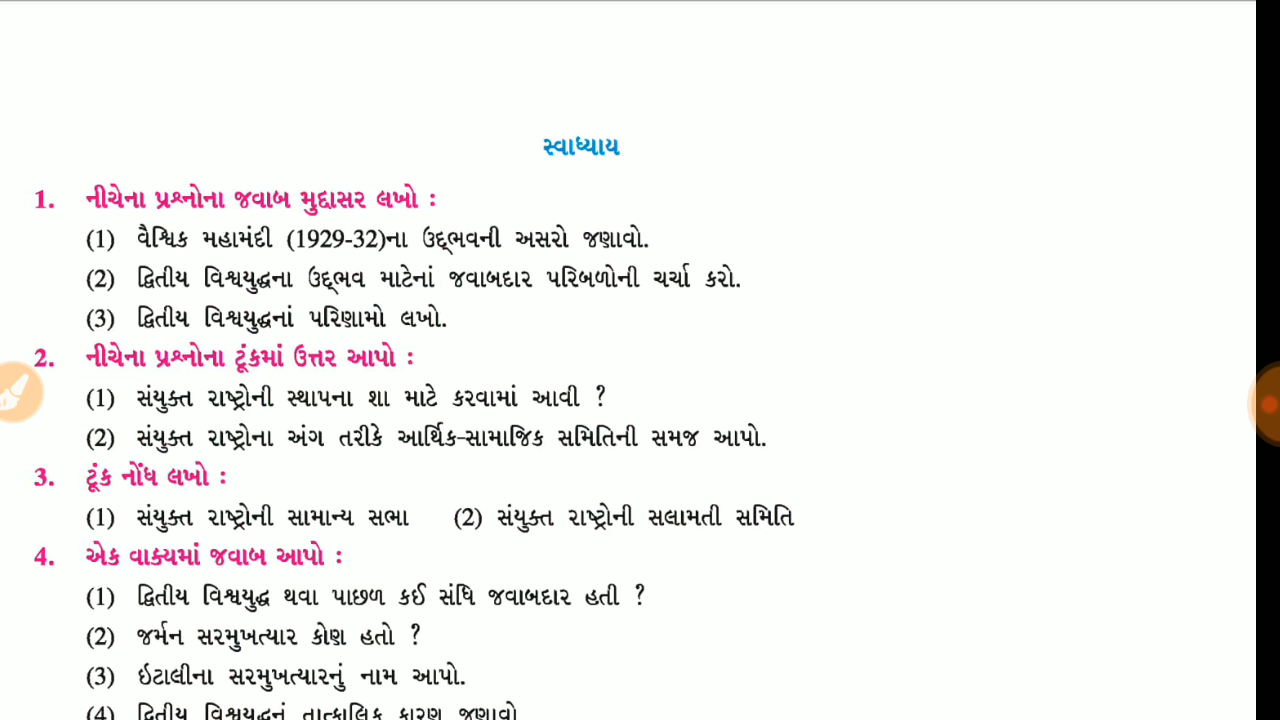 સ્વાધ્યાય
1. નીચેના પ્રશ્નોના જવાબ મુદ્દાસર લખો :
(1) વૈશ્વિક મહામંદી (1929-32)ના ઉદ્ભવની અસરો જણાવો.
(2) દ્વિતીય વિશ્વયુદ્ધના ઉદ્ભવ માટેનાં જવાબદાર પરિબળોની ચર્ચા કરો.
(3) દ્વિતીય વિશ્વયુદ્ધનાં પરિણામો લખો.
2. નીચેના પ્રશ્નોના ટૂંકમાં ઉત્તર આપો :
(1) સંયુક્ત રાષ્ટ્રોની સ્થાપના શા માટે કરવામાં આવી ?
(2) સંયુક્ત રાષ્ટ્રોના અંગ તરીકે આર્થિક-સામાજિક સમિતિની સમજ આપો.
3. ટૂંક નોંધ લખો :
(1) સંયુક્ત રાષ્ટ્રોની સામાન્ય સભા (2) સંયુક્ત રાષ્ટ્રોની સલામતી સમિતિ
4. એક વાક્યમાં જવાબ આપો :
(1) દ્વિતીય વિશ્વયુદ્ધ થવા પાછળ કઈ સંધિ જવાબદાર હતી ?
(2) જર્મન સરમુખત્યાર કોણ હતો ?
(3) ઇટાલીના સરમુખત્યારનું નામ આપો.
(4) દ્વિતીય વિશ્વયુદ્ધનું તાત્કાલિક કારણ જણાવો